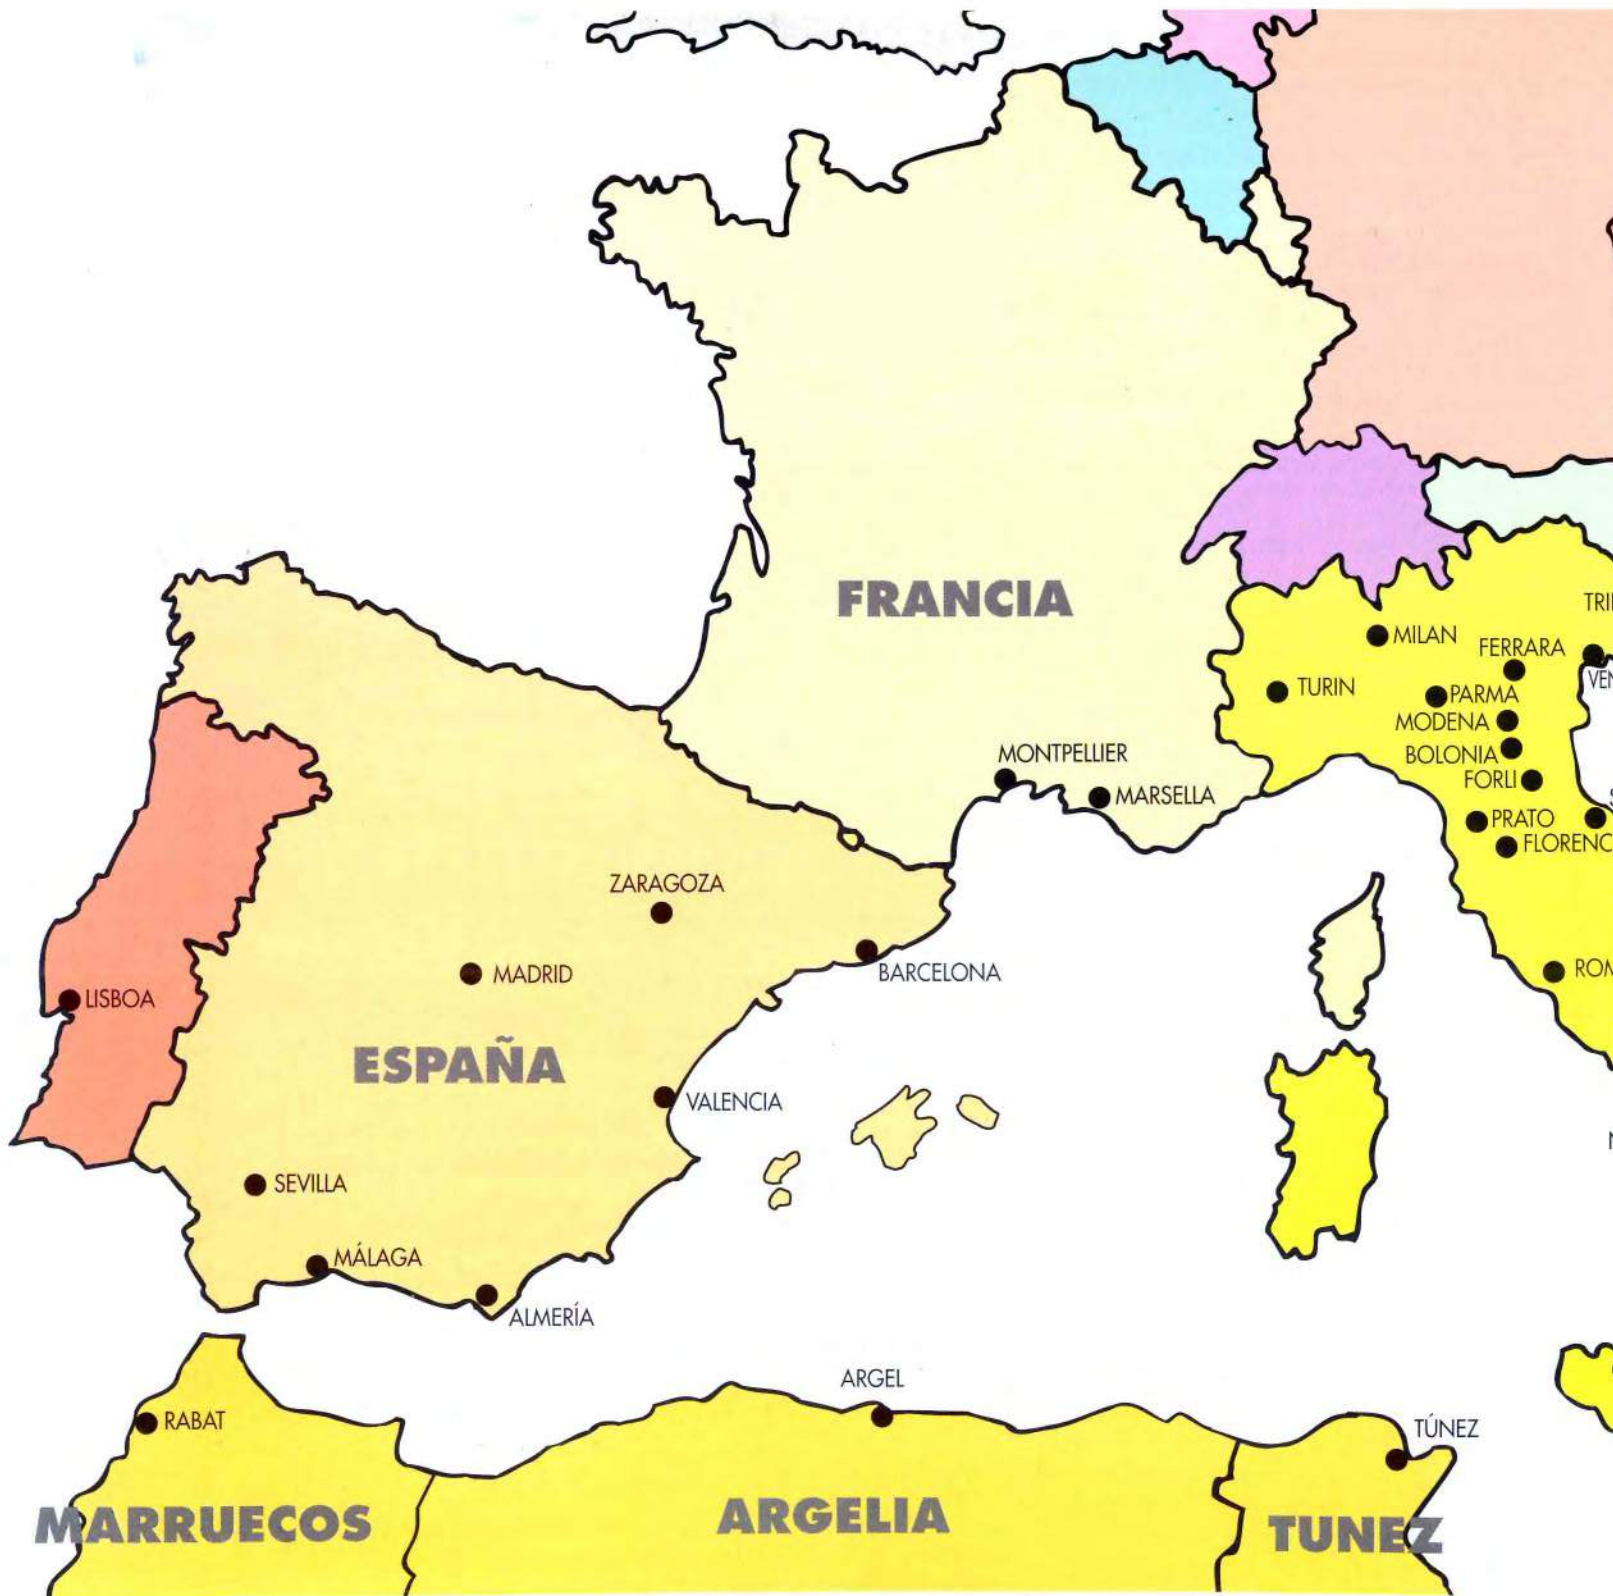 FRANCIA
MILAN
FERRARA
TURIN
PARMA
MODENA
BOLONIA
FORLI
MONTPELLIER
MARSELLA
PRATO
ZARAGOZA
MADRID
BARCELONA
LISBOA
ESPAÑA
VALENCIA
SEVILLA
MÁLAGA
ALMERÍA
ARGEL
RABAT
TÚNEZ
MARRUECOS
ARGELIA
TUNEZ